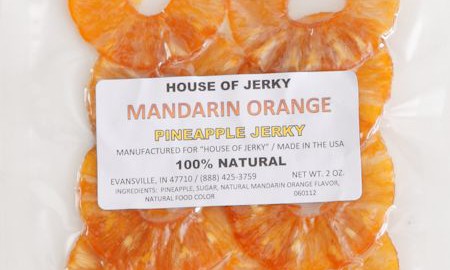 HOUSE OF JERKY
MANDARIN ORANGE
PINEAPPLE JERKY
MANUFACTURED FOR "HOUSE OF JERKY" / MADE IN THE USA
100% NATURAL
EVANSVILLE, IN 47710 / (888) 425-3759 NET WT. 2 OZ.
INGREDIENTS: PINEAPPLE, SUGAR, NATURAL MANDARIN ORANGE FLAVOR,
NATURAL FOOD COLOR 060112